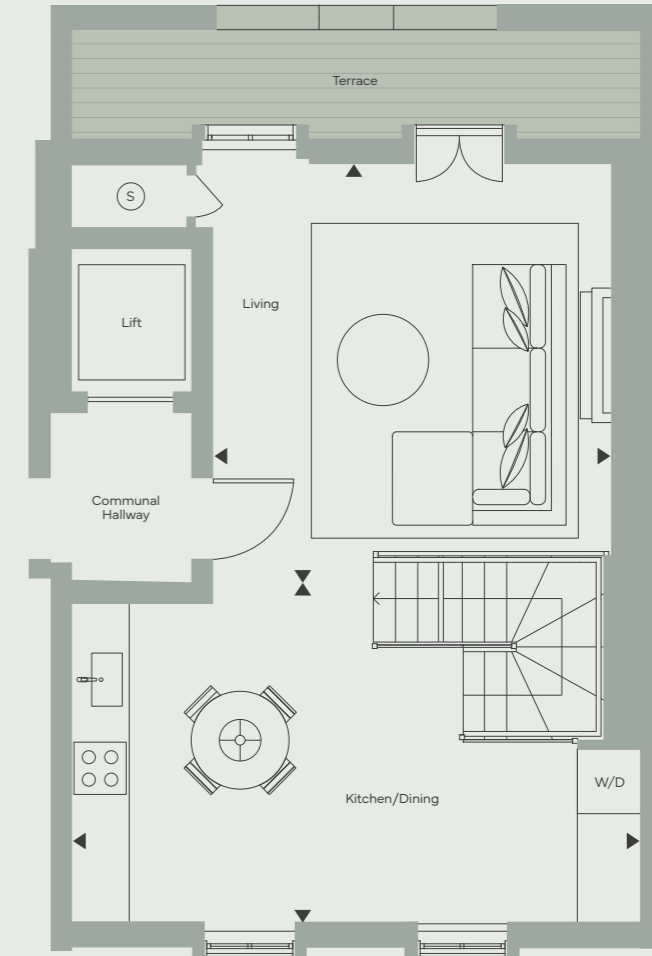 Terrace
S
Living
Lift
Communal
Hallway
W/D
Kitchen/Dining